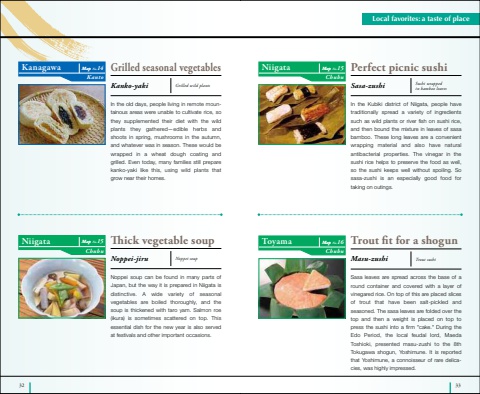 Local favorites: a taste of place
Kanagawa
Map No.14
Kanto
Grilled seasonal vegetables
Kanko-yaki
Grilled wild plants
In the old days, people living in remote moun-
tainous areas were unable to cultivate rice, so
they supplemented their diet with the wild
plants they gathered—edible herbs and
shoots in spring, mushrooms in the autumn,
and whatever was in season. These would be
wrapped in a wheat dough coating and
grilled. Even today, many families still prepare
kanko-yaki like this, using wild plants that
grow near their homes.
Niigata
Map No.15
Chubu
Perfect picnic sushi
Sasa-zushi
Sushi wrapped
in bamboo leaves
In the Kubiki district of Niigata, people have
traditionally spread a variety of ingredients
such as wild plants or river fish on sushi rice,
and then bound the mixture in leaves of sasa
bamboo. These long leaves are a convenient
wrapping material and also have natural
antibacterial properties. The vinegar in the
sushi rice helps to preserve the food as well,
so the sushi keeps well without spoiling. So
sasa-zushi is an especially good food for
taking on outings.
Niigata
Map No.15
Chubu
Thick vegetable soup
Noppei-jiru
Noppei soup
Noppei soup can be found in many parts of
Japan, but the way it is prepared in Niigata is
distinctive. A wide variety of seasonal
vegetables are boiled thoroughly, and the
soup is thickened with taro yam. Salmon roe
(ikura) is sometimes scattered on top. This
essential dish for the new year is also served
at festivals and other important occasions.
Toyama
Map No.16
Chubu
Trout fit for a shogun
Masu-zushi
Trout sushi
Sasa leaves are spread across the base of a
round container and covered with a layer of
vinegared rice. On top of this are placed slices
of trout that have been salt-pickled and
seasoned. The sasa leaves are folded over the
top and then a weight is placed on top to
press the sushi into a firm "cake." During the
Edo Period, the local feudal lord, Maeda
Toshioki, presented masu-zushi to the 8th
Tokugawa shogun, Yoshimune. It is reported
that Yoshimune, a connoisseur of rare delica-
cies, was highly impressed.
32
33